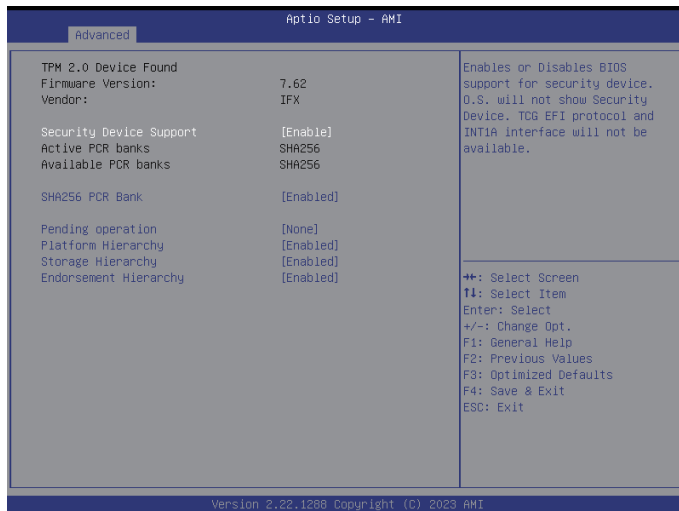 Aptio Setup – AMI
Advanced
TPM 2.0 Device Found
Firmware Version: 7.62
Vendor: IFX
Security Device Support [Enable]
Active PCR banks SHA256
Available PCR banks SHA256
SHA256 PCR Bank [Enabled]
Pending operation [None]
Platform Hierarchy [Enabled]
Storage Hierarchy [Enabled]
Endorsement Hierarchy [Enabled]
Enables or Disables BIOS
support for security device.
O.S. will not show Security
Device. TCG EFI protocol and
INT1A interface will not be
available.
→←: Select Screen
↑↓: Select Item
Enter: Select
+/-: Change Opt.
F1: General Help
F2: Previous Values
F3: Optimized Defaults
F4: Save & Exit
ESC: Exit
Version 2.22.1288 Copyright (C) 2023 AMI